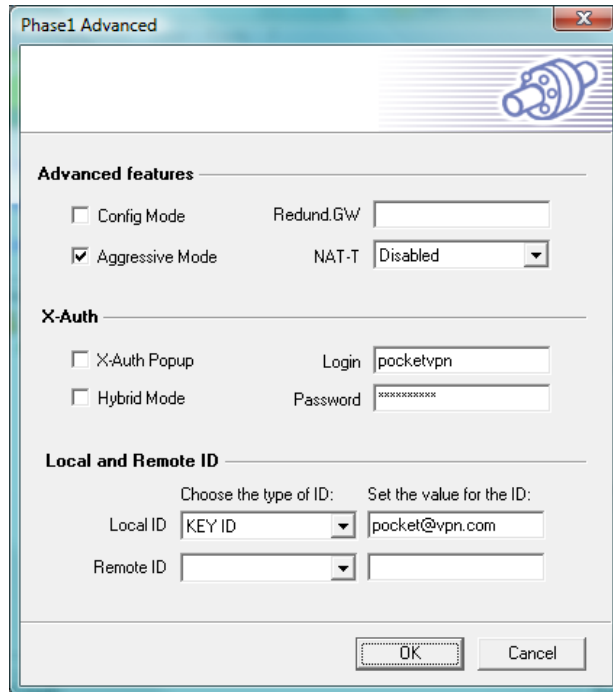 Phase1 Advanced
Advanced features
Config Mode Redund.GW
Aggressive Mode NAT-T Disabled
X-Auth
X-Auth Popup Login pocketvpn
Hybrid Mode Password **********
Local and Remote ID
Choose the type of ID: Set the value for the ID:
Local ID KEY ID pocket@vpn.com
Remote ID
OK Cancel